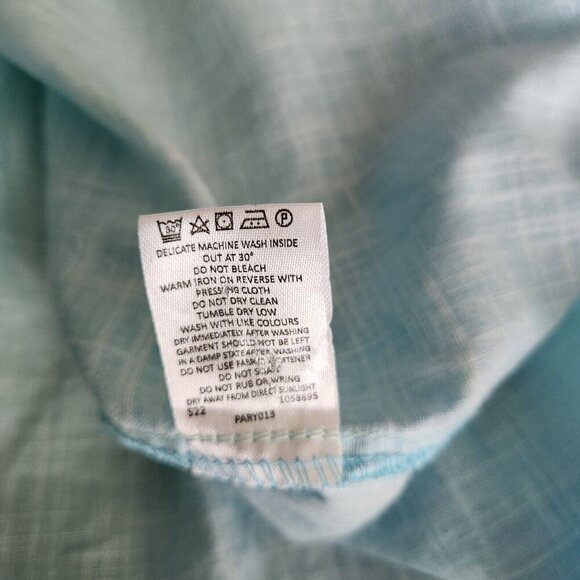 30°
P
DELICATE MACHINE WASH INSIDE
OUT AT 30°
DO NOT BLEACH
WARM IRON ON REVERSE WITH
PRESSING CLOTH
DO NOT DRY CLEAN
TUMBLE DRY LOW
WASH WITH LIKE COLOURS
DRY IMMEDIATELY AFTER WASHING
GARMENT SHOULD NOT BE LEFT
IN A DAMP STATE AFTER WASHING
DO NOT USE FABRIC SOFTENER
DO NOT SOAK
DO NOT RUB OR WRING
DRY AWAY FROM DIRECT SUNLIGHT
S22 1058695
PARY013